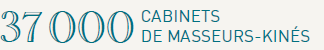 37 000 CABINETS
DE MASSEURS-KINÉS